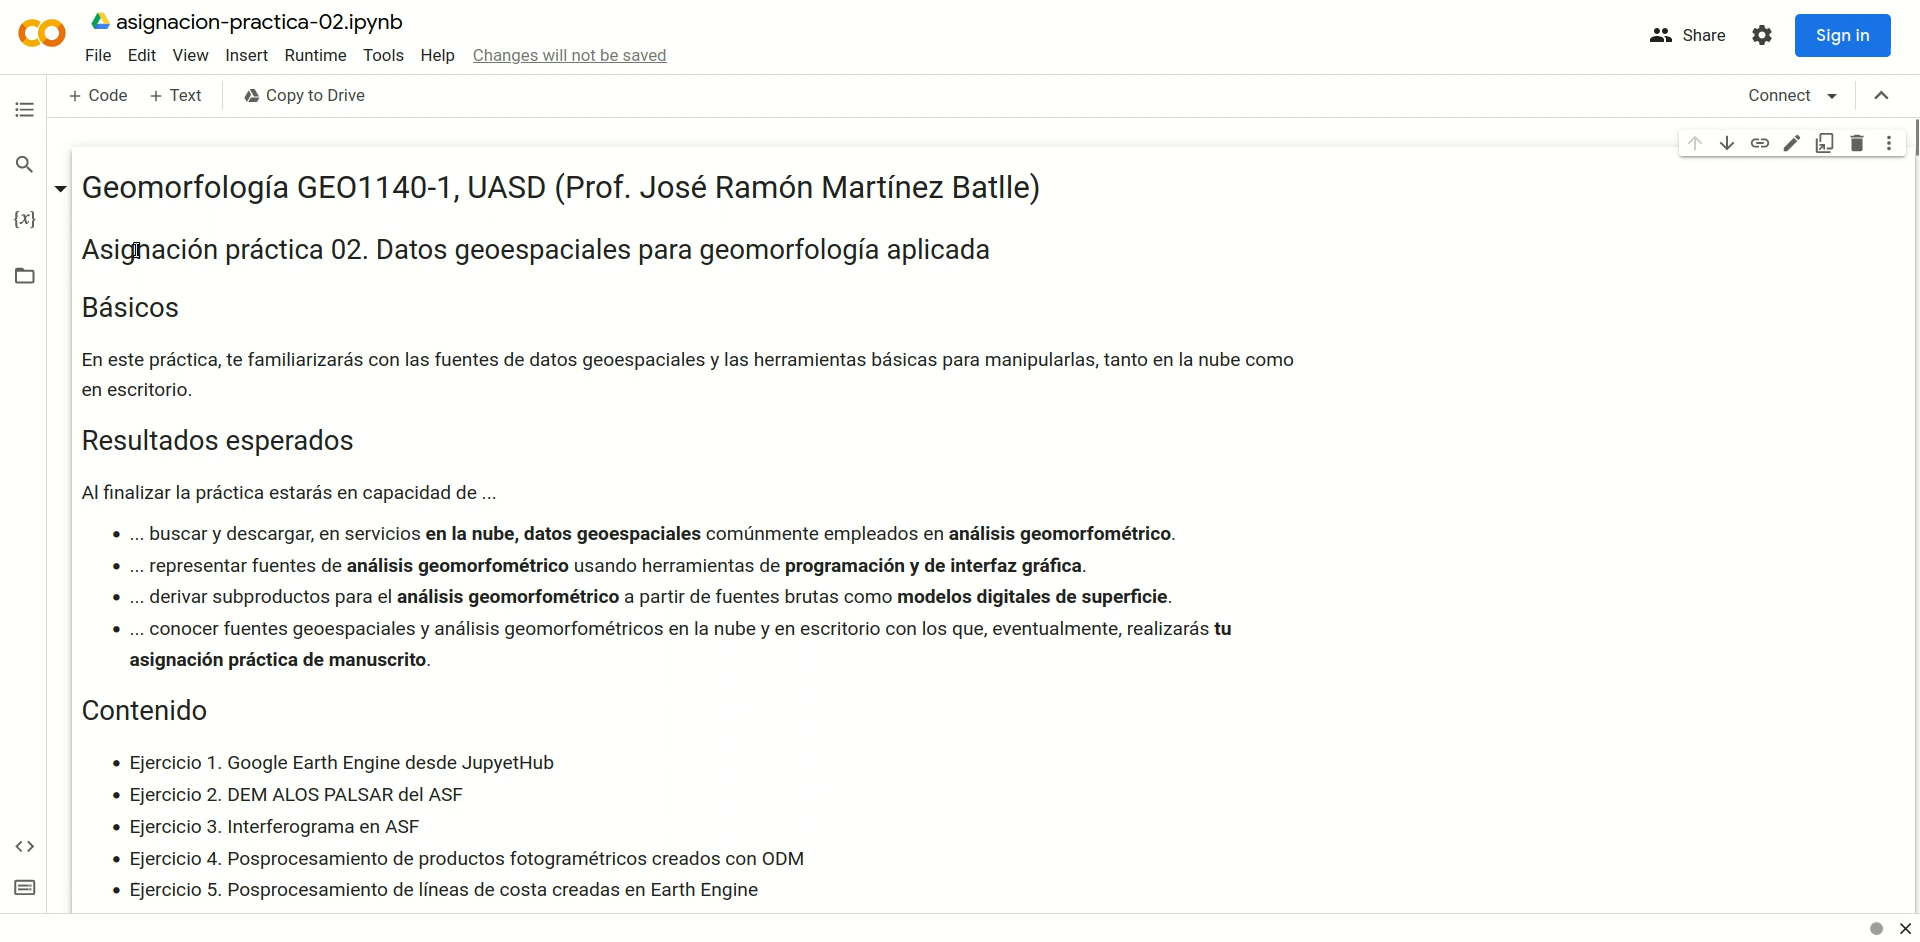 asignacion-practica-02.ipynb
File Edit View Insert Runtime Tools Help Changes will not be saved
Share
Sign in
+ Code + Text Copy to Drive
Connect
{x}
Geomorfología GEO1140-1, UASD (Prof. José Ramón Martínez Batlle)
Asignación práctica 02. Datos geoespaciales para geomorfología aplicada
Básicos
En este práctica, te familiarizarás con las fuentes de datos geoespaciales y las herramientas básicas para manipularlas, tanto en la nube como
en escritorio.
Resultados esperados
Al finalizar la práctica estarás en capacidad de ...
• ... buscar y descargar, en servicios en la nube, datos geoespaciales comúnmente empleados en análisis geomorfométrico.
• ... representar fuentes de análisis geomorfométrico usando herramientas de programación y de interfaz gráfica.
• ... derivar subproductos para el análisis geomorfométrico a partir de fuentes brutas como modelos digitales de superficie.
• ... conocer fuentes geoespaciales y análisis geomorfométricos en la nube y en escritorio con los que, eventualmente, realizarás tu
asignación práctica de manuscrito.
Contenido
• Ejercicio 1. Google Earth Engine desde JupyetHub
• Ejercicio 2. DEM ALOS PALSAR del ASF
• Ejercicio 3. Interferograma en ASF
• Ejercicio 4. Posprocesamiento de productos fotogramétricos creados con ODM
• Ejercicio 5. Posprocesamiento de líneas de costa creadas en Earth Engine